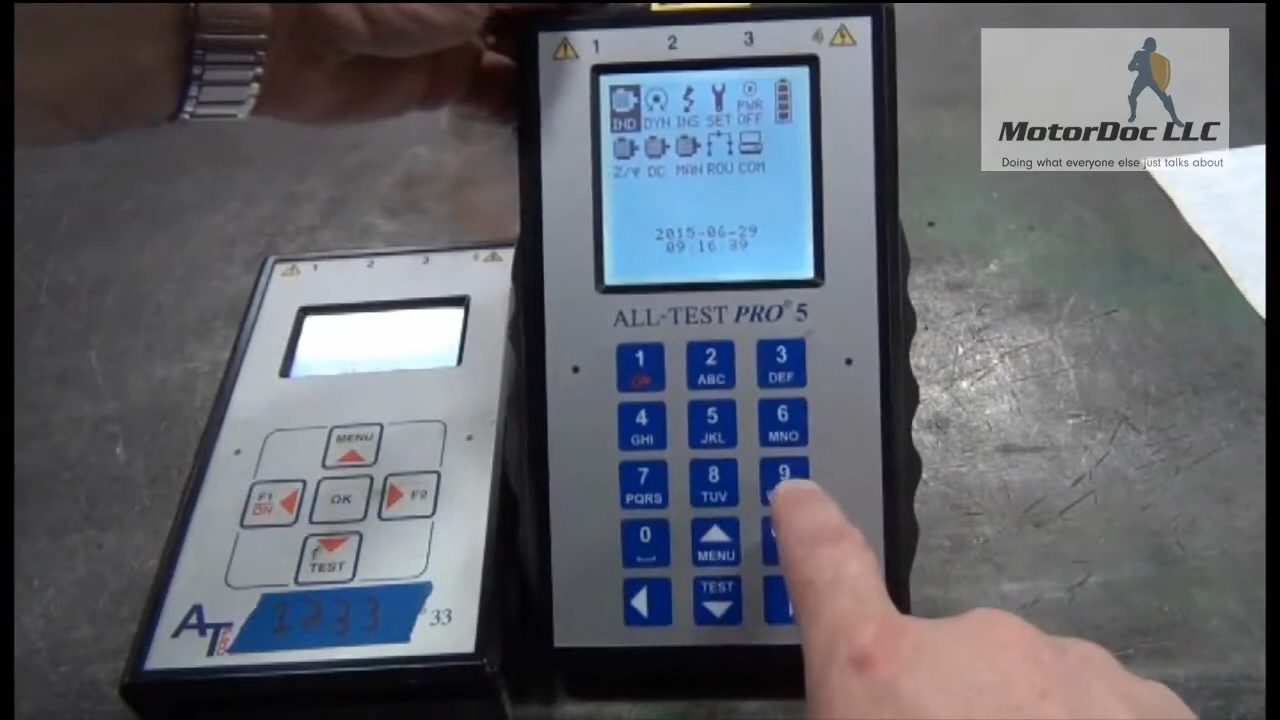 1 2 3 4
IND DYN INS SET PWR OFF
Z/Ψ DC MAN ROU COM
2015-06-29
09:16:39
ALL-TEST PRO® 5
1 2 3
ON ABC DEF
4 5 6
GHI JKL MNO
7 8 9
PQRS TUV
0 MENU
TEST
1 2 3 4
MENU
F1 ON OK F2
TEST
AT
33
MotorDoc LLC
Doing what everyone else just talks about